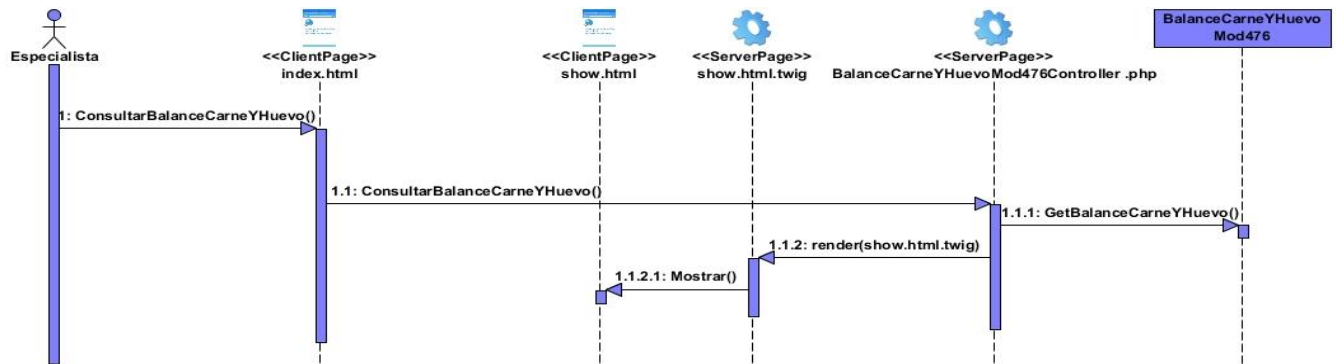 Especialista
<<ClientPage>>
index.html
<<ClientPage>>
show.html
<<ServerPage>>
show.html.twig
<<ServerPage>>
BalanceCarneYHuevoMod476Controller .php
BalanceCarneYHuevo
Mod476
1: ConsultarBalanceCarneYHuevo()
1.1: ConsultarBalanceCarneYHuevo()
1.1.1: GetBalanceCarneYHuevo()
1.1.2: render(show.html.twig)
1.1.2.1: Mostrar()